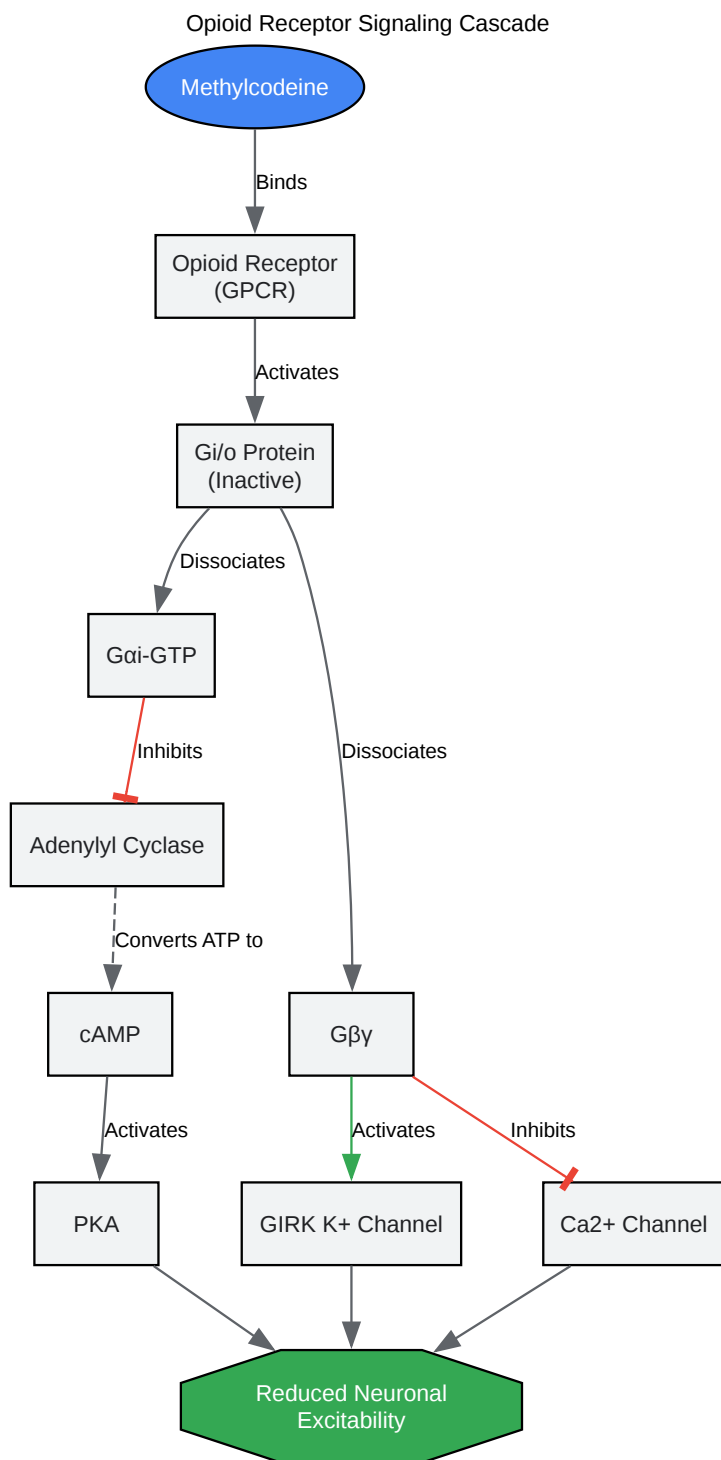 Opioid Receptor Signaling Cascade
Methylcodeine
Binds
Opioid Receptor
(GPCR)
Activates
Gi/o Protein
(Inactive)
Dissociates
Gαi-GTP
Inhibits
Dissociates
Adenylyl Cyclase
Converts ATP to
cAMP
Gβγ
Activates
Activates
Inhibits
PKA
GIRK K+ Channel
Ca2+ Channel
Reduced Neuronal
Excitability